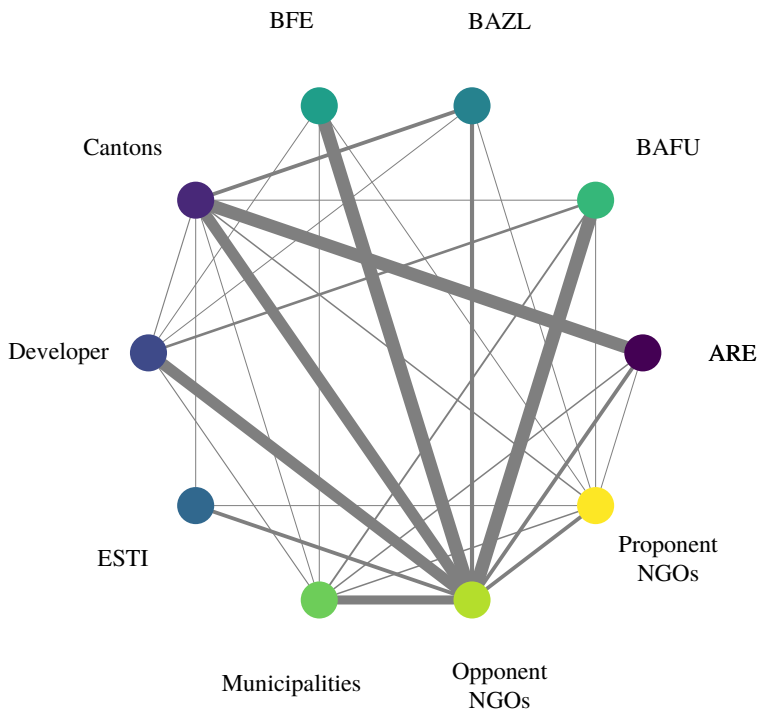 BFE
BAZL
Cantons
BAFU
Developer
ARE
ESTI
Proponent
NGOs
Municipalities
Opponent
NGOs